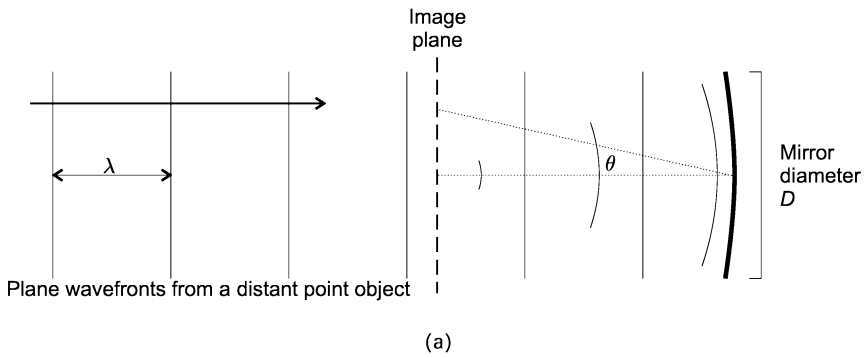 Image
plane
λ
θ
Mirror
diameter
D
Plane wavefronts from a distant point object
(a)